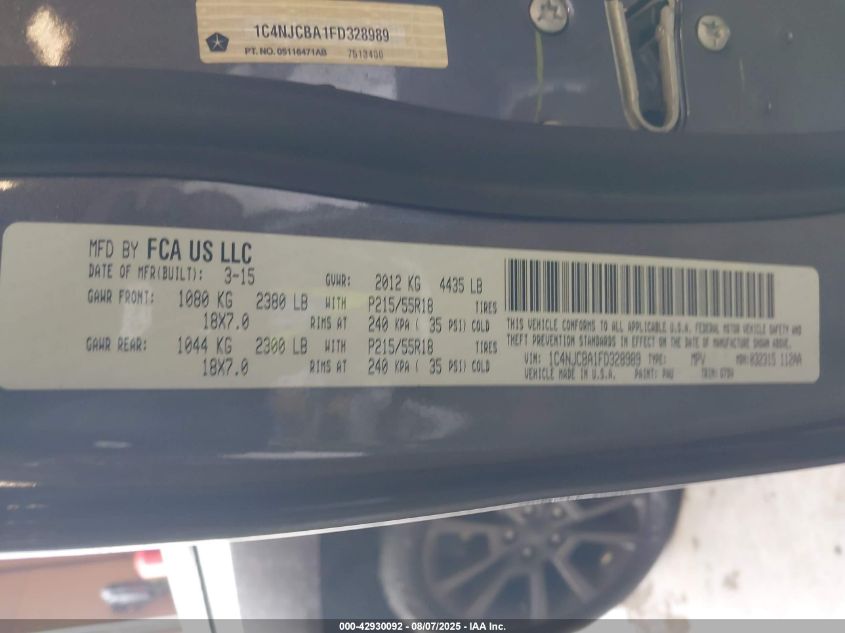 1C4NJCBA1FD328989
PT. NO. 05116471AB 7513406
MFD BY FCA US LLC
DATE OF MFR(BUILT): 3-15 GVWR: 2012 KG 4435 LB
GAWR FRONT: 1080 KG 2380 LB WITH P215/55R18 TIRES
18X7.0 RIMS AT 240 KPA ( 35 PSI) COLD
GAWR REAR: 1044 KG 2300 LB WITH P215/55R18 TIRES
18X7.0 RIMS AT 240 KPA ( 35 PSI) COLD
THIS VEHICLE CONFORMS TO ALL APPLICABLE U.S.A. FEDERAL MOTOR VEHICLE SAFETY AND
THEFT PREVENTION STANDARDS IN EFFECT ON THE DATE OF MANUFACTURE SHOWN ABOVE.
VIN: 1C4NJCBA1FD328989 TYPE: MPV MDH: 032315 112AA
VEHICLE MADE IN U.S.A. PAINT: PAU TRIM:
000-42930092 08/07/2025 - IAA Inc.